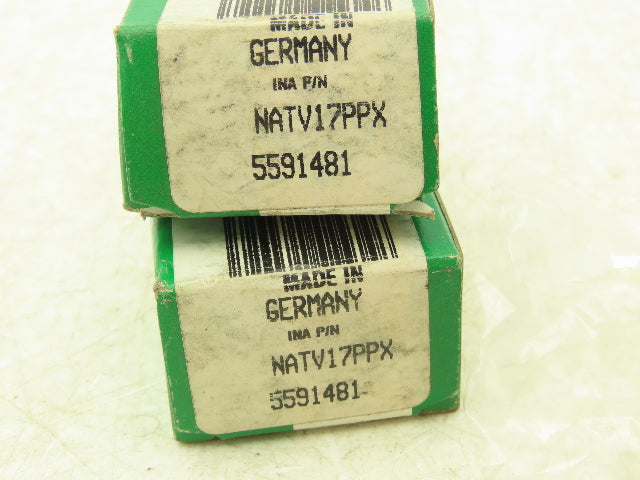 MADE IN
GERMANY
INA P/N
NATV17PPX
5591481
MADE IN
GERMANY
INA P/N
NATV17PPX
5591481